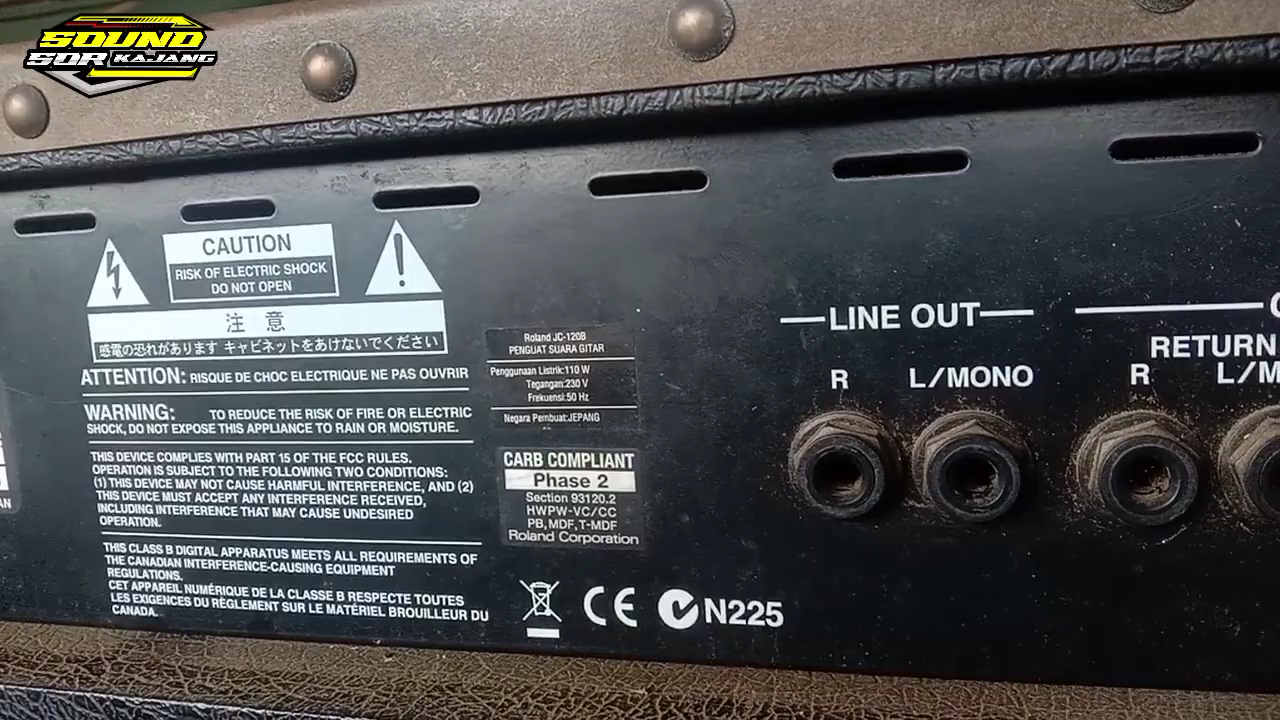 SOUND
SDR KAJANG
CAUTION
RISK OF ELECTRIC SHOCK
DO NOT OPEN
注 意
感電の恐れがあります キャビネットをあけないでください
ATTENTION: RISQUE DE CHOC ELECTRIQUE NE PAS OUVRIR
WARNING: TO REDUCE THE RISK OF FIRE OR ELECTRIC
SHOCK, DO NOT EXPOSE THIS APPLIANCE TO RAIN OR MOISTURE.
THIS DEVICE COMPLIES WITH PART 15 OF THE FCC RULES.
OPERATION IS SUBJECT TO THE FOLLOWING TWO CONDITIONS:
(1) THIS DEVICE MAY NOT CAUSE HARMFUL INTERFERENCE, AND (2)
THIS DEVICE MUST ACCEPT ANY INTERFERENCE RECEIVED,
INCLUDING INTERFERENCE THAT MAY CAUSE UNDESIRED
OPERATION.
THIS CLASS B DIGITAL APPARATUS MEETS ALL REQUIREMENTS OF
THE CANADIAN INTERFERENCE-CAUSING EQUIPMENT
REGULATIONS.
CET APPAREIL NUMÉRIQUE DE LA CLASSE B RESPECTE TOUTES
LES EXIGENCES DU RÈGLEMENT SUR LE MATÉRIEL BROUILLEUR DU
CANADA.
Roland JC-120B
PENGUAT SUARA GITAR
Penggunaan Listrik:110 W
Tegangan:230 V
Frekuensi:50 Hz
Negara Pembuat:JEPANG
CARB COMPLIANT
Phase 2
Section 93120.2
HWPW-VC/CC
PB, MDF, T-MDF
Roland Corporation
CE N225
LINE OUT
R L/MONO
RETURN
R L/M